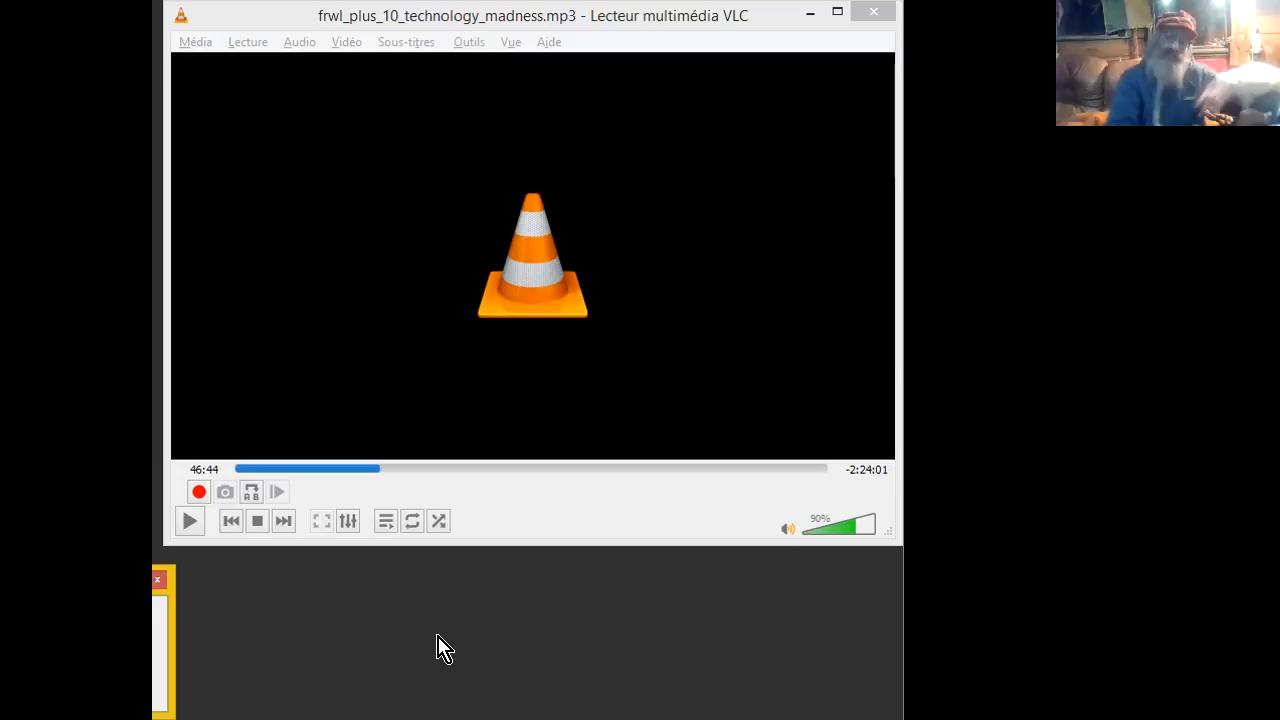 frwl_plus_10_technology_madness.mp3 - Lecteur multimédia VLC
Média Lecture Audio Vidéo Sous-titres Outils Vue Aide
46:44 -2:24:01
A B
90%